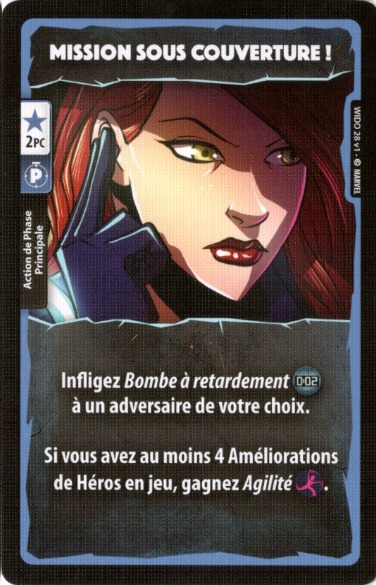 MISSION SOUS COUVERTURE !
2PC
P
Action de Phase
Principale
WIDO 28 v1 - © MARVEL
Infligez Bombe à retardement 0:02
à un adversaire de votre choix.
Si vous avez au moins 4 Améliorations
de Héros en jeu, gagnez Agilité .